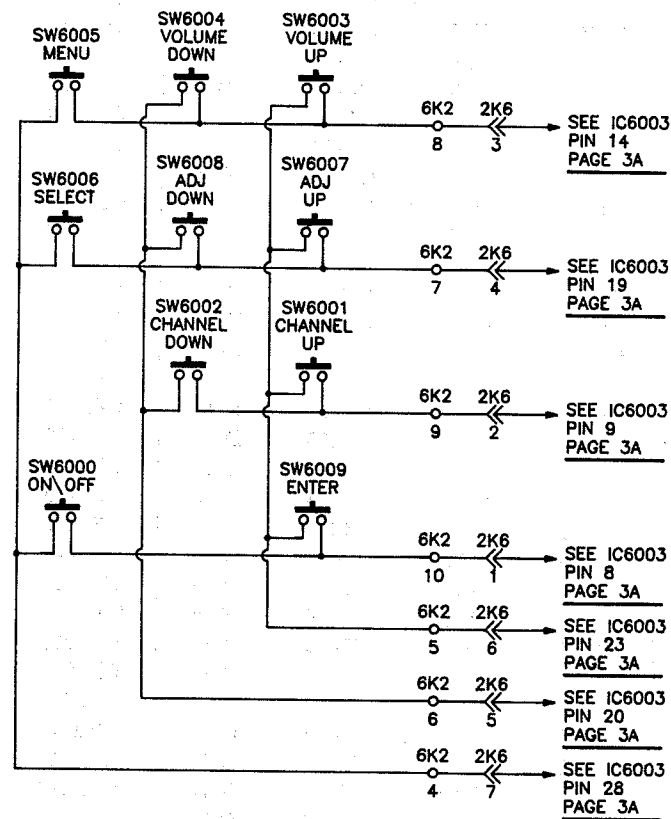 SW6005
MENU
SW6004
VOLUME
DOWN
SW6003
VOLUME
UP
6K2
8
2K6
3
SEE IC6003
PIN 14
PAGE 3A
SW6006
SELECT
SW6008
ADJ
DOWN
SW6007
ADJ
UP
6K2
7
2K6
4
SEE IC6003
PIN 19
PAGE 3A
SW6002
CHANNEL
DOWN
SW6001
CHANNEL
UP
6K2
9
2K6
2
SEE IC6003
PIN 9
PAGE 3A
SW6000
ON\OFF
SW6009
ENTER
6K2
10
2K6
1
SEE IC6003
PIN 8
PAGE 3A
6K2
5
2K6
6
SEE IC6003
PIN 23
PAGE 3A
6K2
6
2K6
5
SEE IC6003
PIN 20
PAGE 3A
6K2
4
2K6
7
SEE IC6003
PIN 28
PAGE 3A